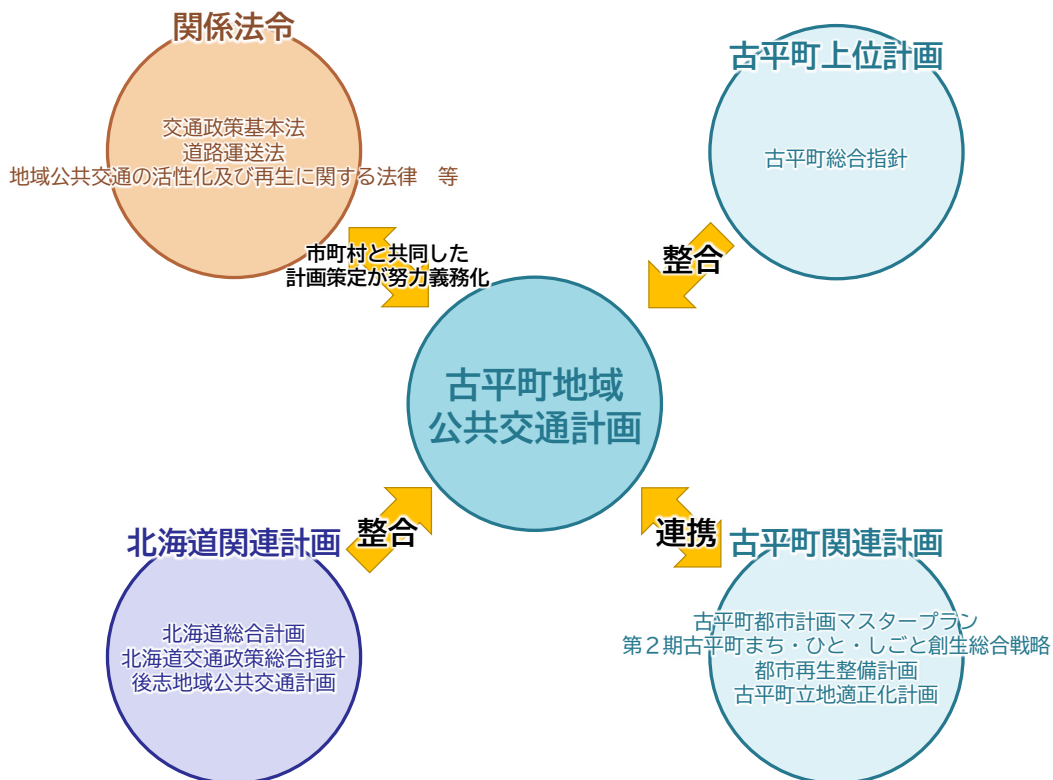 関係法令
交通政策基本法
道路運送法
地域公共交通の活性化及び再生に関する法律　等
古平町上位計画
古平町総合指針
市町村と共同した
計画策定が努力義務化
整合
古平町地域
公共交通計画
整合
連携
北海道関連計画
北海道総合計画
北海道交通政策総合指針
後志地域公共交通計画
古平町関連計画
古平町都市計画マスタープラン
第２期古平町まち・ひと・しごと創生総合戦略
都市再生整備計画
古平町立地適正化計画